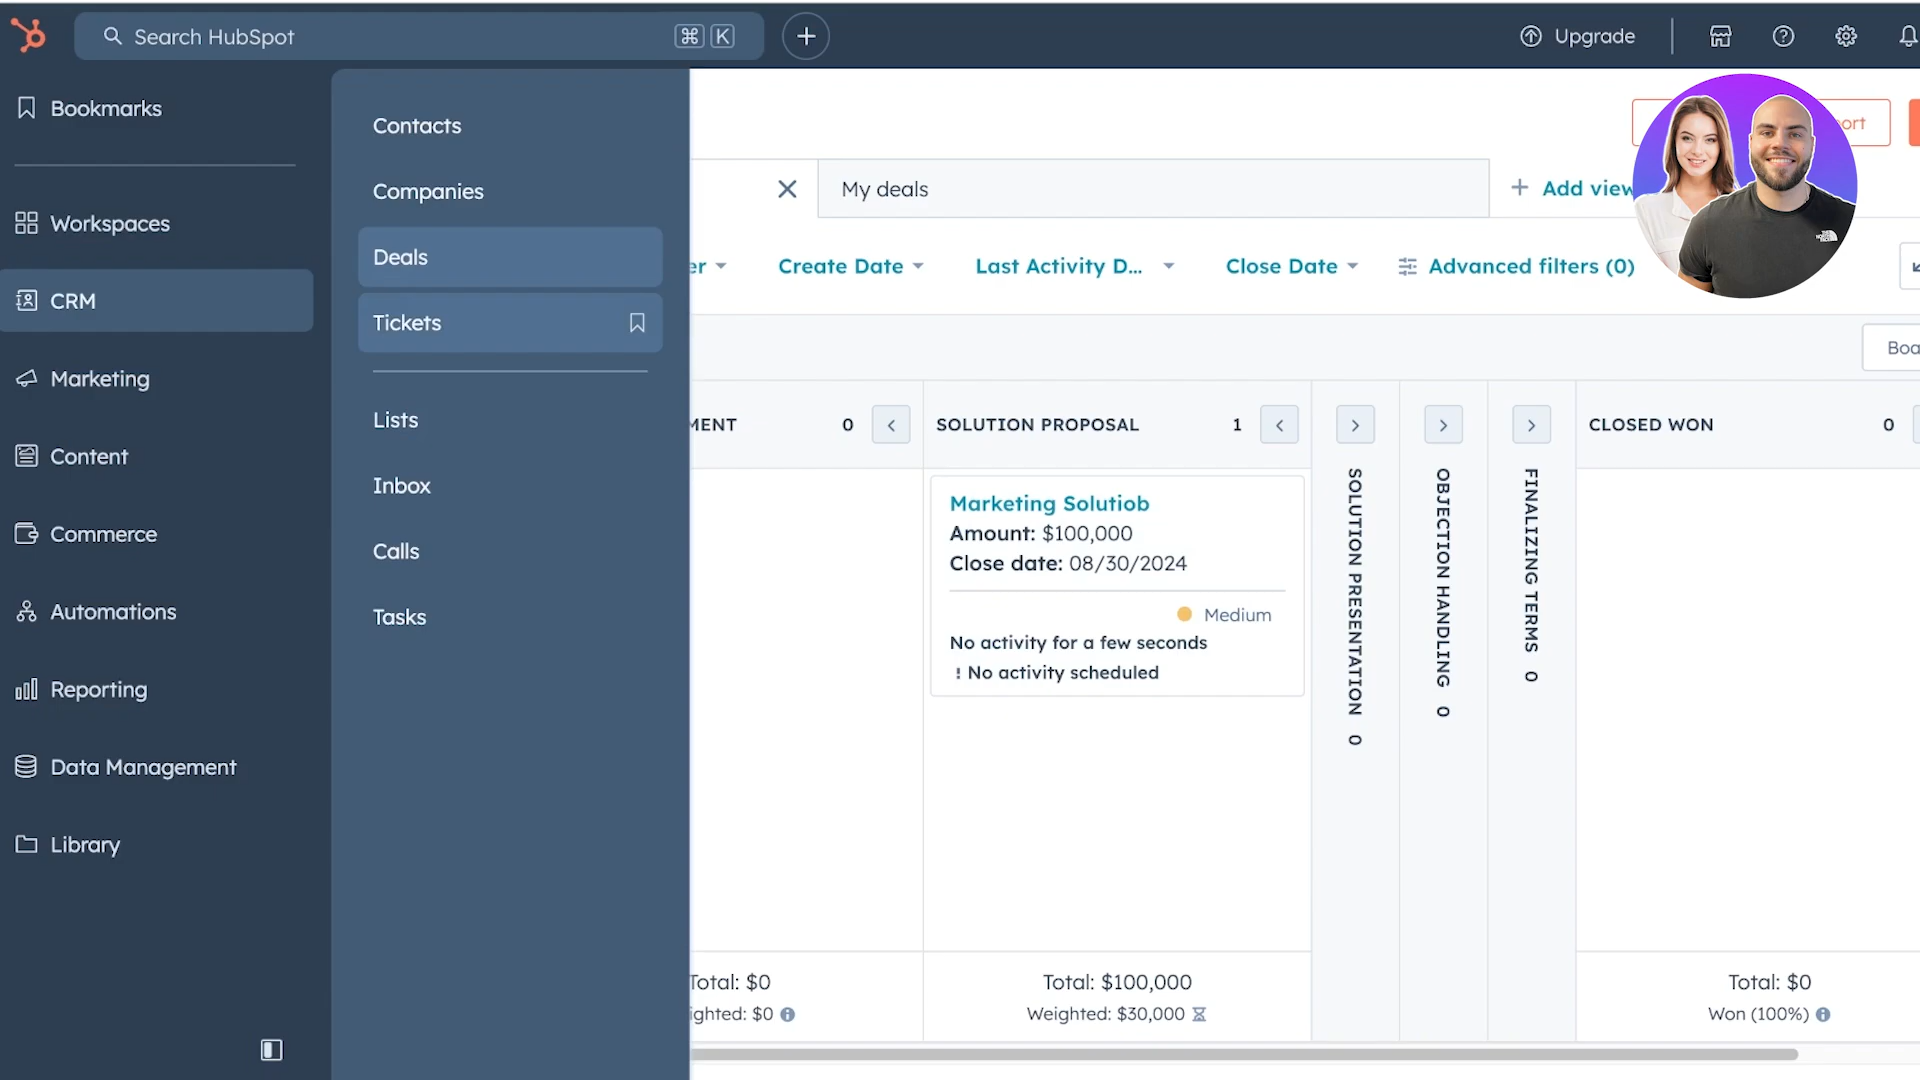 Search HubSpot
⌘ K
Upgrade
Bookmarks
Workspaces
CRM
Marketing
Content
Commerce
Automations
Reporting
Data Management
Library
Contacts
Companies
Deals
Tickets
Lists
Inbox
Calls
Tasks
My deals
+ Add view
Create Date
Last Activity D...
Close Date
Advanced filters (0)
MENT 0
SOLUTION PROPOSAL 1
Marketing Solutiob
Amount: $100,000
Close date: 08/30/2024
Medium
No activity for a few seconds
! No activity scheduled
Total: $0
ighted: $0
Total: $100,000
Weighted: $30,000
SOLUTION PRESENTATION 0
OBJECTION HANDLING 0
FINALIZING TERMS 0
CLOSED WON 0
Total: $0
Won (100%)